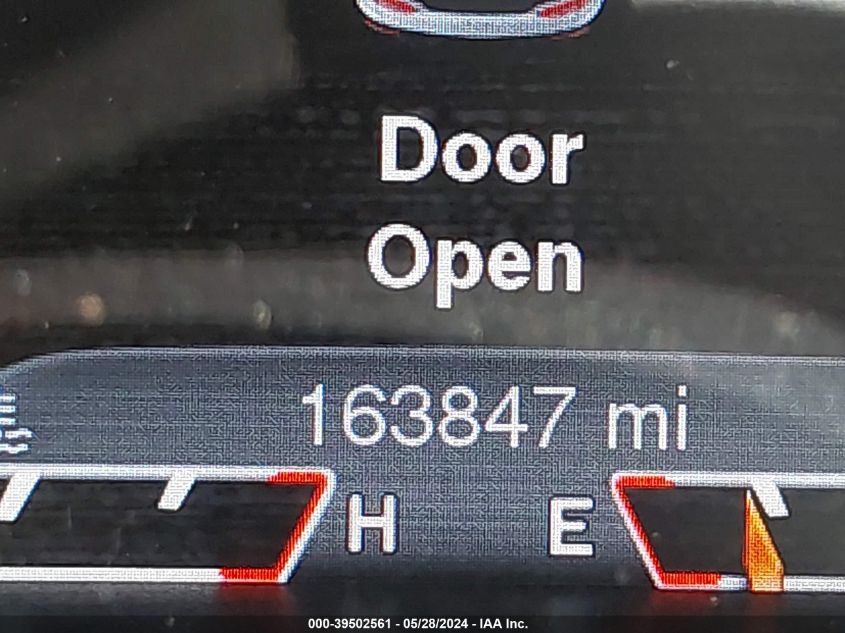 Door
Open
163847 mi
H E
000-39502561 - 05/28/2024 - IAA Inc.